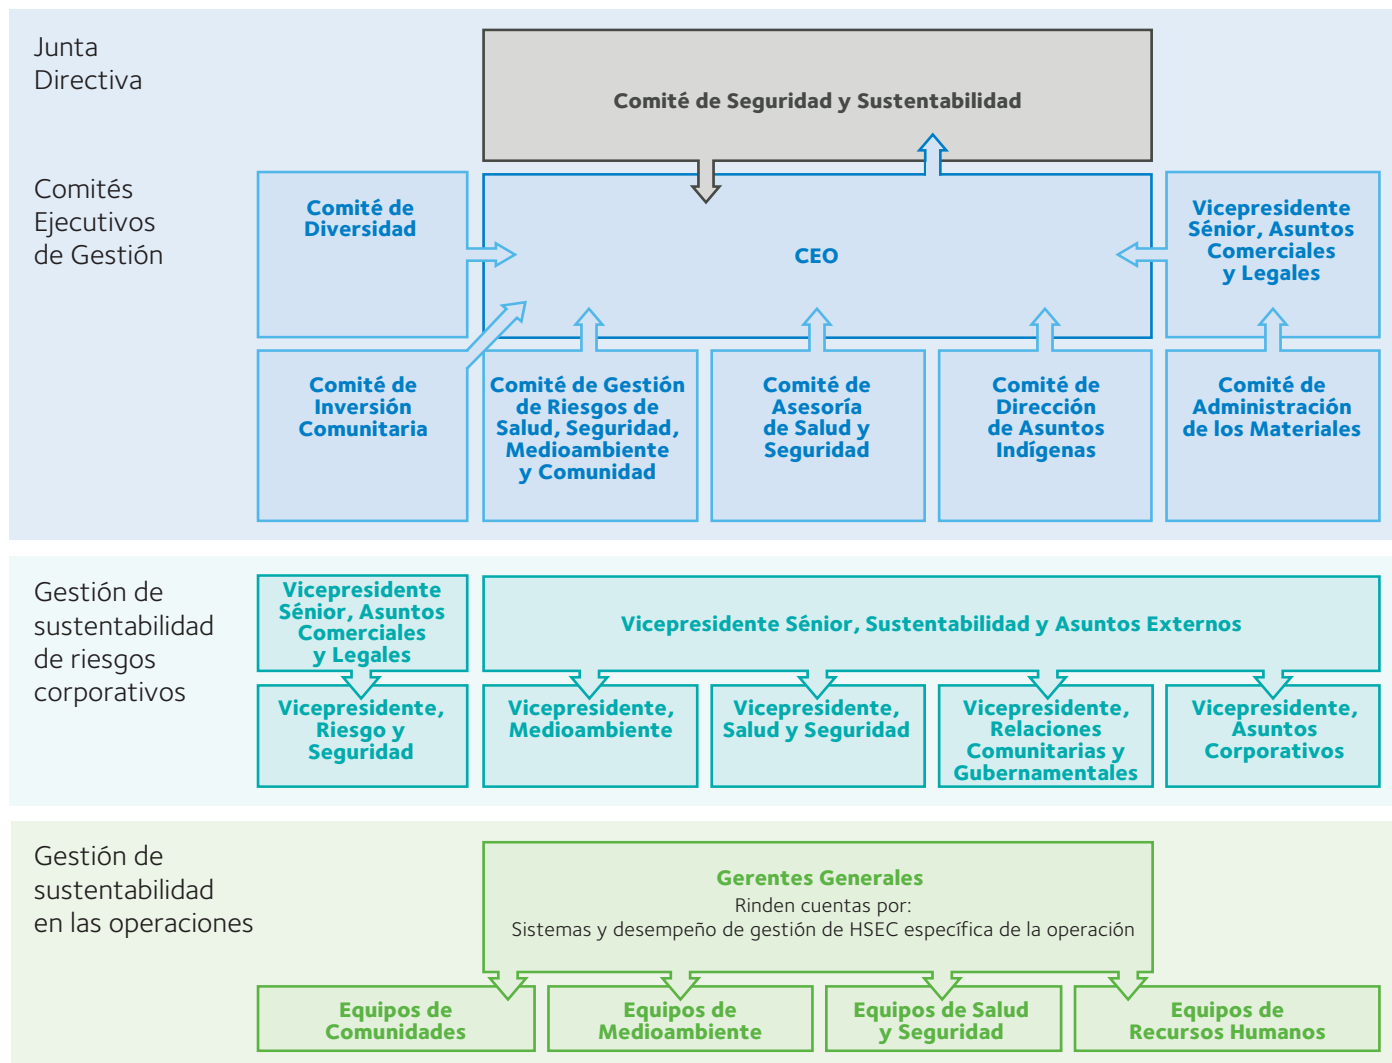 Junta
Directiva
Comité de Seguridad y Sustentabilidad
Comités
Ejecutivos
de Gestión
Comité de
Diversidad
CEO
Vicepresidente
Sénior, Asuntos
Comerciales
y Legales
Comité de
Inversión
Comunitaria
Comité de Gestión
de Riesgos de
Salud, Seguridad,
Medioambiente
y Comunidad
Comité de
Asesoría
de Salud y
Seguridad
Comité de
Dirección
de Asuntos
Indígenas
Comité de
Administración
de los Materiales
Gestión de
sustentabilidad
de riesgos
corporativos
Vicepresidente
Sénior, Asuntos
Comerciales
y Legales
Vicepresidente Sénior, Sustentabilidad y Asuntos Externos
Vicepresidente,
Riesgo y
Seguridad
Vicepresidente,
Medioambiente
Vicepresidente,
Salud y Seguridad
Vicepresidente,
Relaciones
Comunitarias y
Gubernamentales
Vicepresidente,
Asuntos
Corporativos
Gestión de
sustentabilidad
en las operaciones
Gerentes Generales
Rinden cuentas por:
Sistemas y desempeño de gestión de HSEC específica de la operación
Equipos de
Comunidades
Equipos de
Medioambiente
Equipos de Salud
y Seguridad
Equipos de
Recursos Humanos